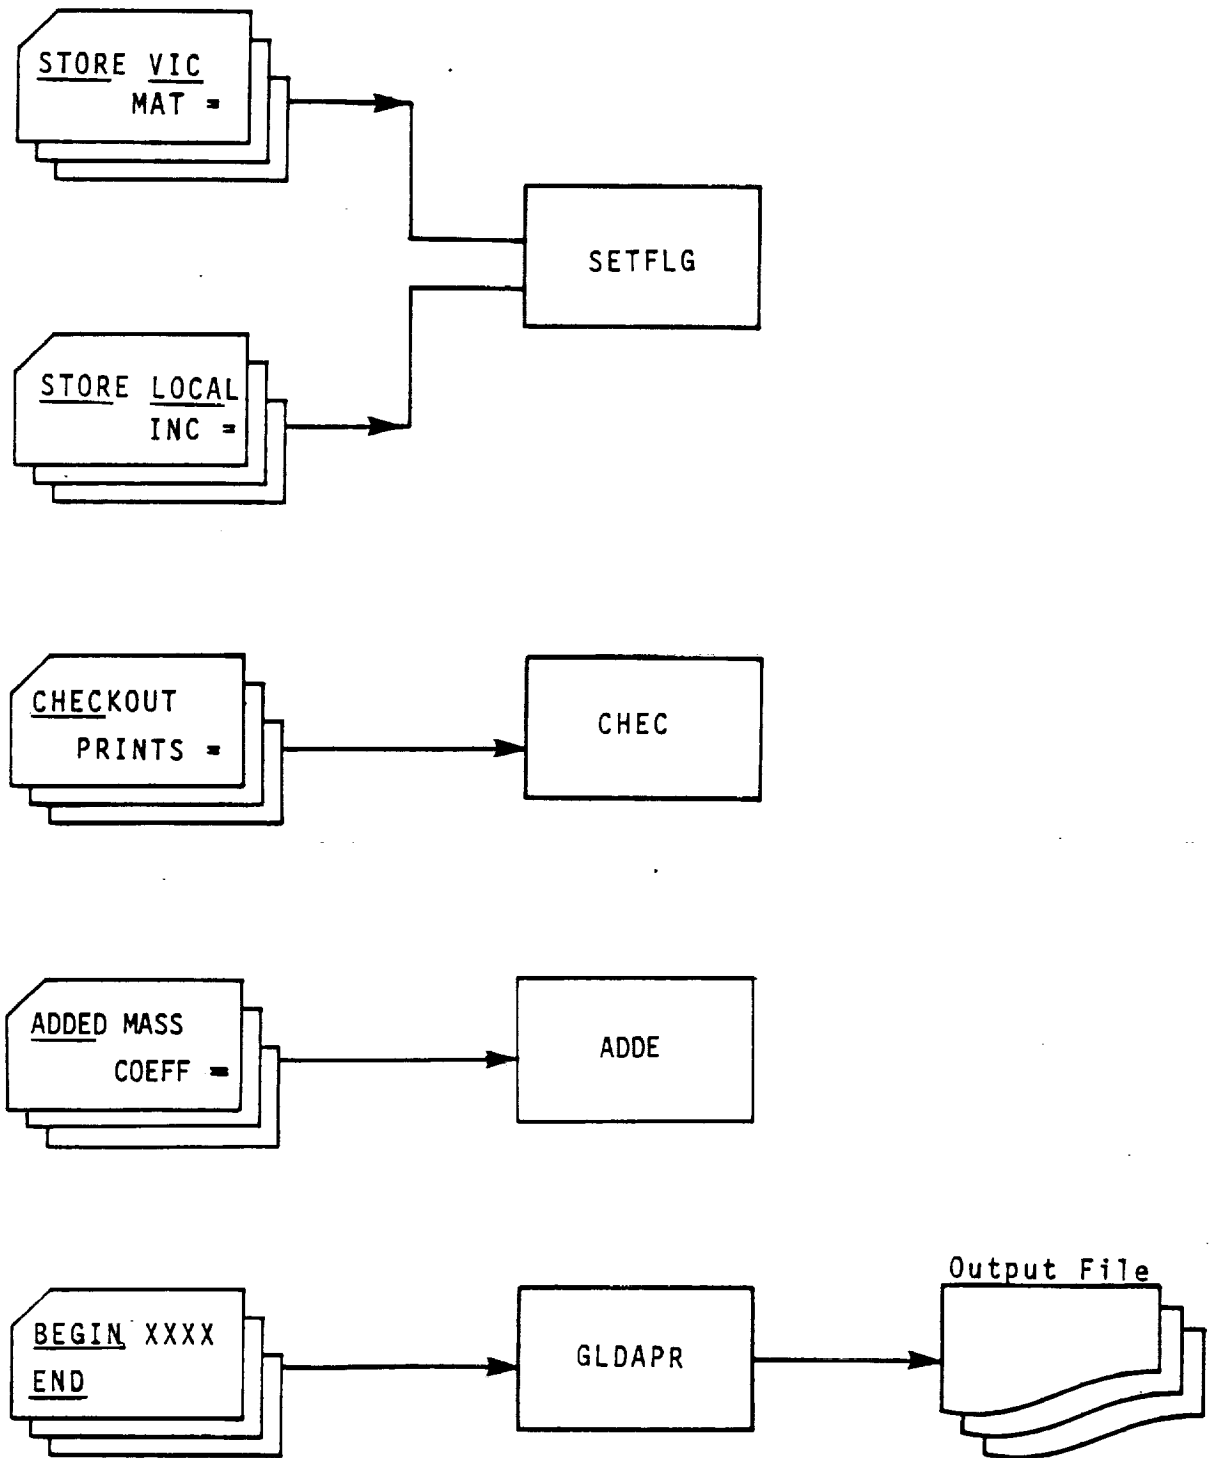 STORE VIC
MAT =
SETFLG
STORE LOCAL
INC =
CHECKOUT
PRINTS =
CHEC
ADDED MASS
COEFF =
ADDE
Output File
BEGIN XXXX
END
GLDAPR